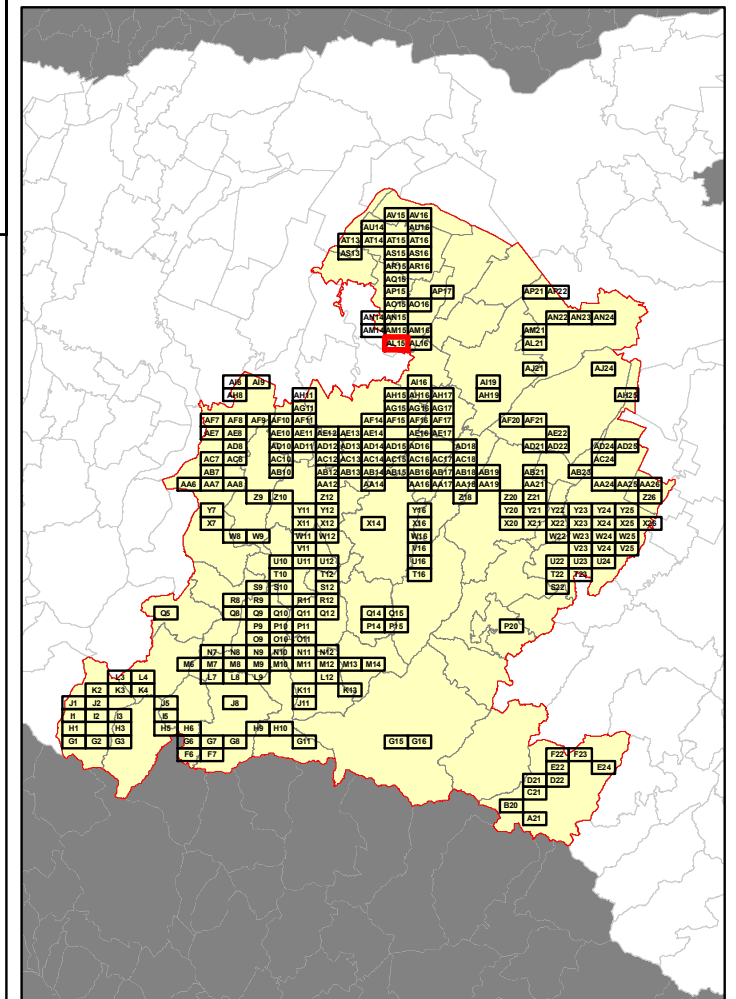 AV15 AV16
AU14 AU16
AT13 AT14 AT15 AT16
AS13 AS15 AS16
AR15 AR16
AQ15
AP15 AP17 AP21 AP22
AO15 AO16
AN14 AN15 AN22 AN23 AN24
AM14 AM15 AM16 AM21
AL15 AL16 AL21
AJ21 AJ24
AI8 AI9 AI16 AI19
AH8 AH11 AH15 AH16 AH17 AH19 AH25
AG11 AG15 AG16 AG17
AF7 AF8 AF9 AF10 AF11 AF14 AF15 AF16 AF17 AF20 AF21
AE7 AE8 AE10 AE11 AE12 AE13 AE14 AE16 AE17 AE22
AD8 AD10 AD11 AD12 AD13 AD14 AD15 AD16 AD18 AD21 AD22 AD24 AD25
AC7 AC8 AC10 AC12 AC13 AC14 AC15 AC16 AC17 AC18 AC24
AB7 AB10 AB12 AB13 AB14 AB15 AB16 AB17 AB18 AB19 AB21 AB23
AA6 AA7 AA8 AA12 AA14 AA16 AA17 AA18 AA19 AA21 AA24 AA25 AA26
Z9 Z10 Z12 Z18 Z20 Z21 Z26
Y7 Y11 Y12 Y16 Y20 Y21 Y22 Y23 Y24 Y25
X7 X11 X12 X14 X16 X20 X21 X22 X23 X24 X25 X26
W8 W9 W11 W12 W16 W22 W23 W24 W25
V11 V16 V23 V24 V25
U10 U11 U12 U16 U22 U23 U24
T10 T12 T16 T22 T23
S9 S10 S12 S22
R8 R9 R11 R12
Q5 Q8 Q9 Q10 Q11 Q12 Q14 Q15
P9 P10 P11 P14 P15 P20
O9 O10 O11
N7 N8 N9 N10 N11 N12
M6 M7 M8 M9 M10 M11 M12 M13 M14
L3 L4 L7 L8 L9 L12
K2 K3 K4 K11 K13
J1 J2 J5 J8 J11
I1 I2 I3 I5
H1 H3 H5 H6 H9 H10
G1 G2 G3 G6 G7 G8 G11 G15 G16
F6 F7 F22 F23
E22 E24
D21 D22
C21
B20
A21